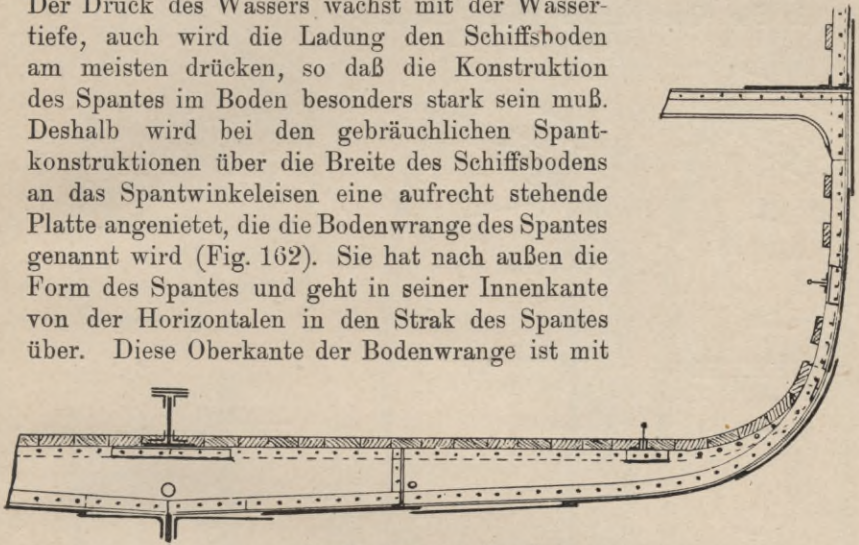 Der Druck des Wassers wächst mit der Wasser-
tiefe, auch wird die Ladung den Schiffsboden
am meisten drücken, so daß die Konstruktion
des Spantes im Boden besonders stark sein muß.
Deshalb wird bei den gebräuchlichen Spant-
konstruktionen über die Breite des Schiffsbodens
an das Spantwinkeleisen eine aufrecht stehende
Platte angenietet, die die Bodenwrange des Spantes
genannt wird (Fig. 162). Sie hat nach außen die
Form des Spantes und geht in seiner Innenkante
von der Horizontalen in den Strak des Spantes
über. Diese Oberkante der Bodenwrange ist mit